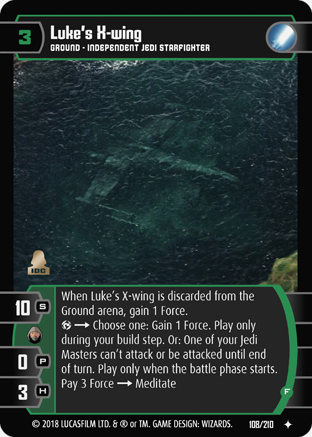 3
Luke's X-wing
GROUND • INDEPENDENT JEDI STARFIGHTER
IDC
10 S
0 P
3 H
When Luke's X-wing is discarded from the
Ground arena, gain 1 Force.
→ Choose one: Gain 1 Force. Play only
during your build step. Or: One of your Jedi
Masters can't attack or be attacked until end
of turn. Play only when the battle phase starts.
Pay 3 Force → Meditate
F
© 2018 LUCASFILM LTD. & ® or TM. GAME DESIGN: WIZARDS. 108/210